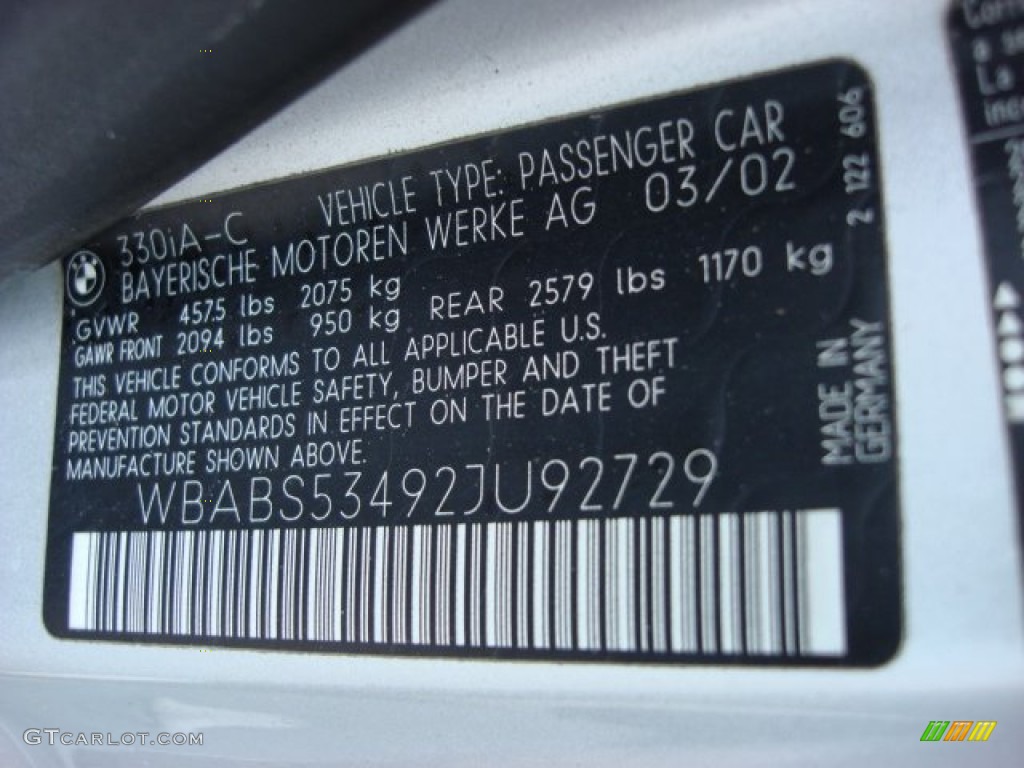 330iA-C VEHICLE TYPE: PASSENGER CAR
BAYERISCHE MOTOREN WERKE AG 03/02
GVWR 4575 lbs 2075 kg
GAWR FRONT 2094 lbs 950 kg REAR 2579 lbs 1170 kg
THIS VEHICLE CONFORMS TO ALL APPLICABLE U.S.
FEDERAL MOTOR VEHICLE SAFETY, BUMPER AND THEFT
PREVENTION STANDARDS IN EFFECT ON THE DATE OF
MANUFACTURE SHOWN ABOVE.
WBABS53492JU92729
2 122 606
MADE IN
GERMANY
La
GTCARLOT.COM